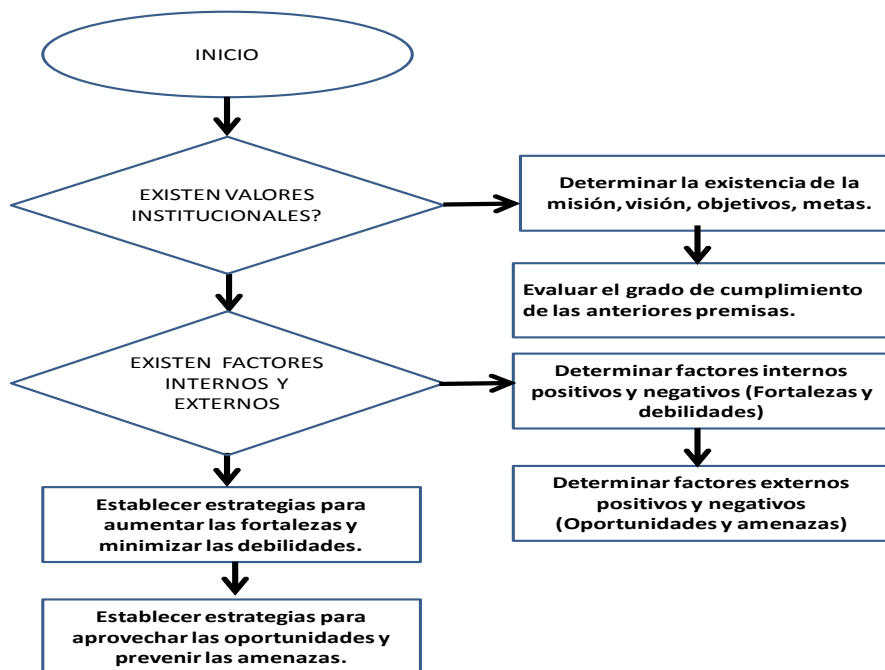 INICIO
EXISTEN VALORES
INSTITUCIONALES?
Determinar la existencia de la
misión, visión, objetivos, metas.
Evaluar el grado de cumplimiento
de las anteriores premisas.
EXISTEN FACTORES
INTERNOS Y
EXTERNOS
Determinar factores internos
positivos y negativos (Fortalezas y
debilidades)
Determinar factores externos
positivos y negativos
(Oportunidades y amenazas)
Establecer estrategias para
aumentar las fortalezas y
minimizar las debilidades.
Establecer estrategias para
aprovechar las oportunidades y
prevenir las amenazas.